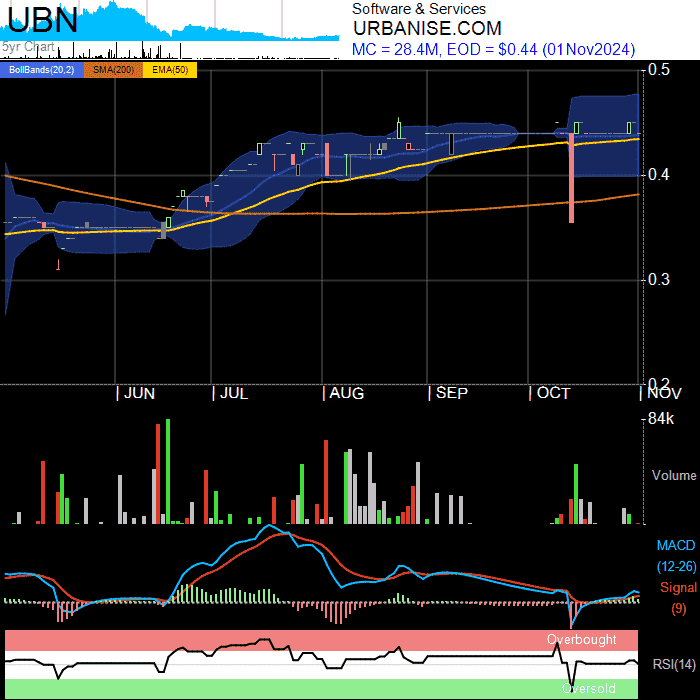 UBN
Software & Services
URBANISE.COM
5yr Chart
MC = 28.4M, EOD = $0.44 (01Nov2024)
BollBands(20,2) SMA(200) EMA(50)
0.5
0.4
0.3
0.2
JUN JUL AUG SEP OCT NOV
84k
Volume
MACD
(12-26)
Signal
(9)
Overbought
RSI(14)
Oversold